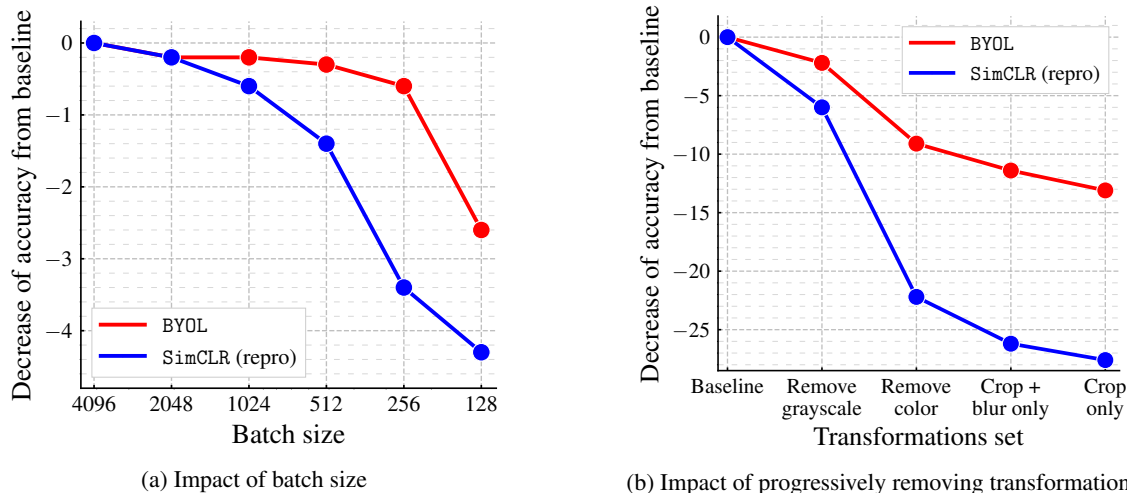 Decrease of accuracy from baseline
0
−1
−2
−3
−4
BYOL
SimCLR (repro)
4096 2048 1024 512 256 128
Batch size
(a) Impact of batch size
Decrease of accuracy from baseline
0
−5
−10
−15
−20
−25
BYOL
SimCLR (repro)
Baseline Remove Remove Crop + Crop
grayscale color blur only only
Transformations set
(b) Impact of progressively removing transformation